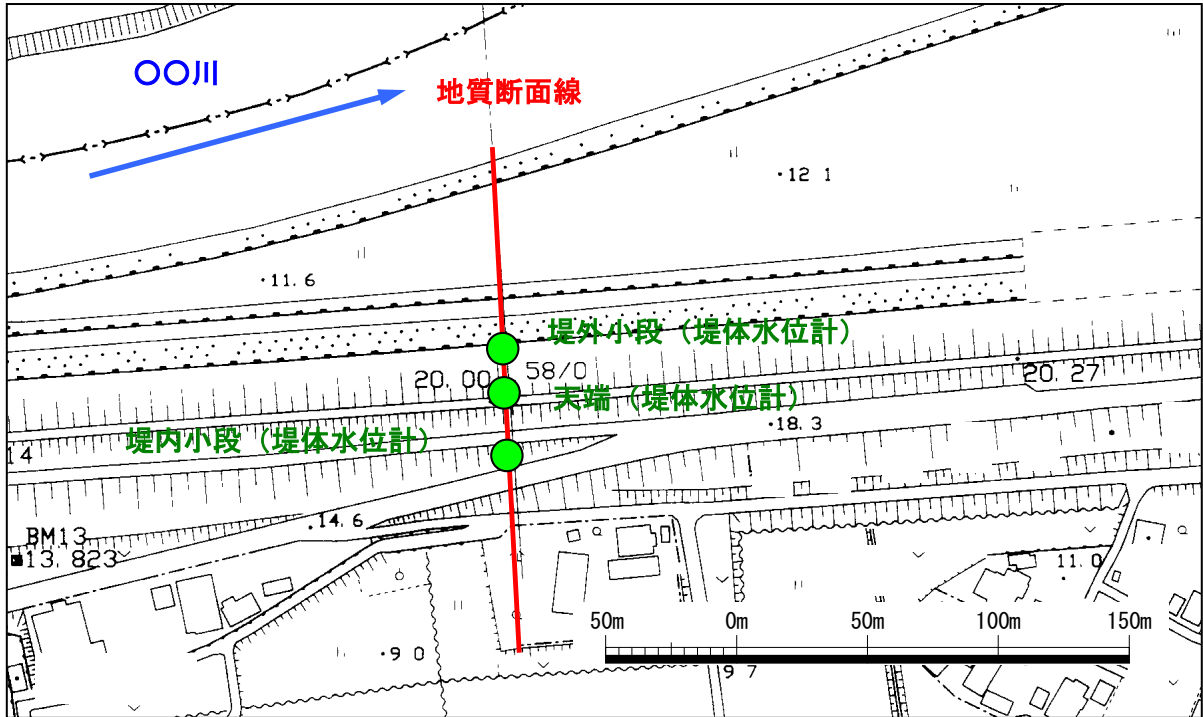 〇〇川
地質断面線
12 1
11.6
堤外小段（堤体水位計）
20.00 58/0
20.27
天端（堤体水位計）
18.3
堤内小段（堤体水位計）
14
14.6
BM13
13,823
11.0
50m 0m 50m 100m 150m
9 0
9 7